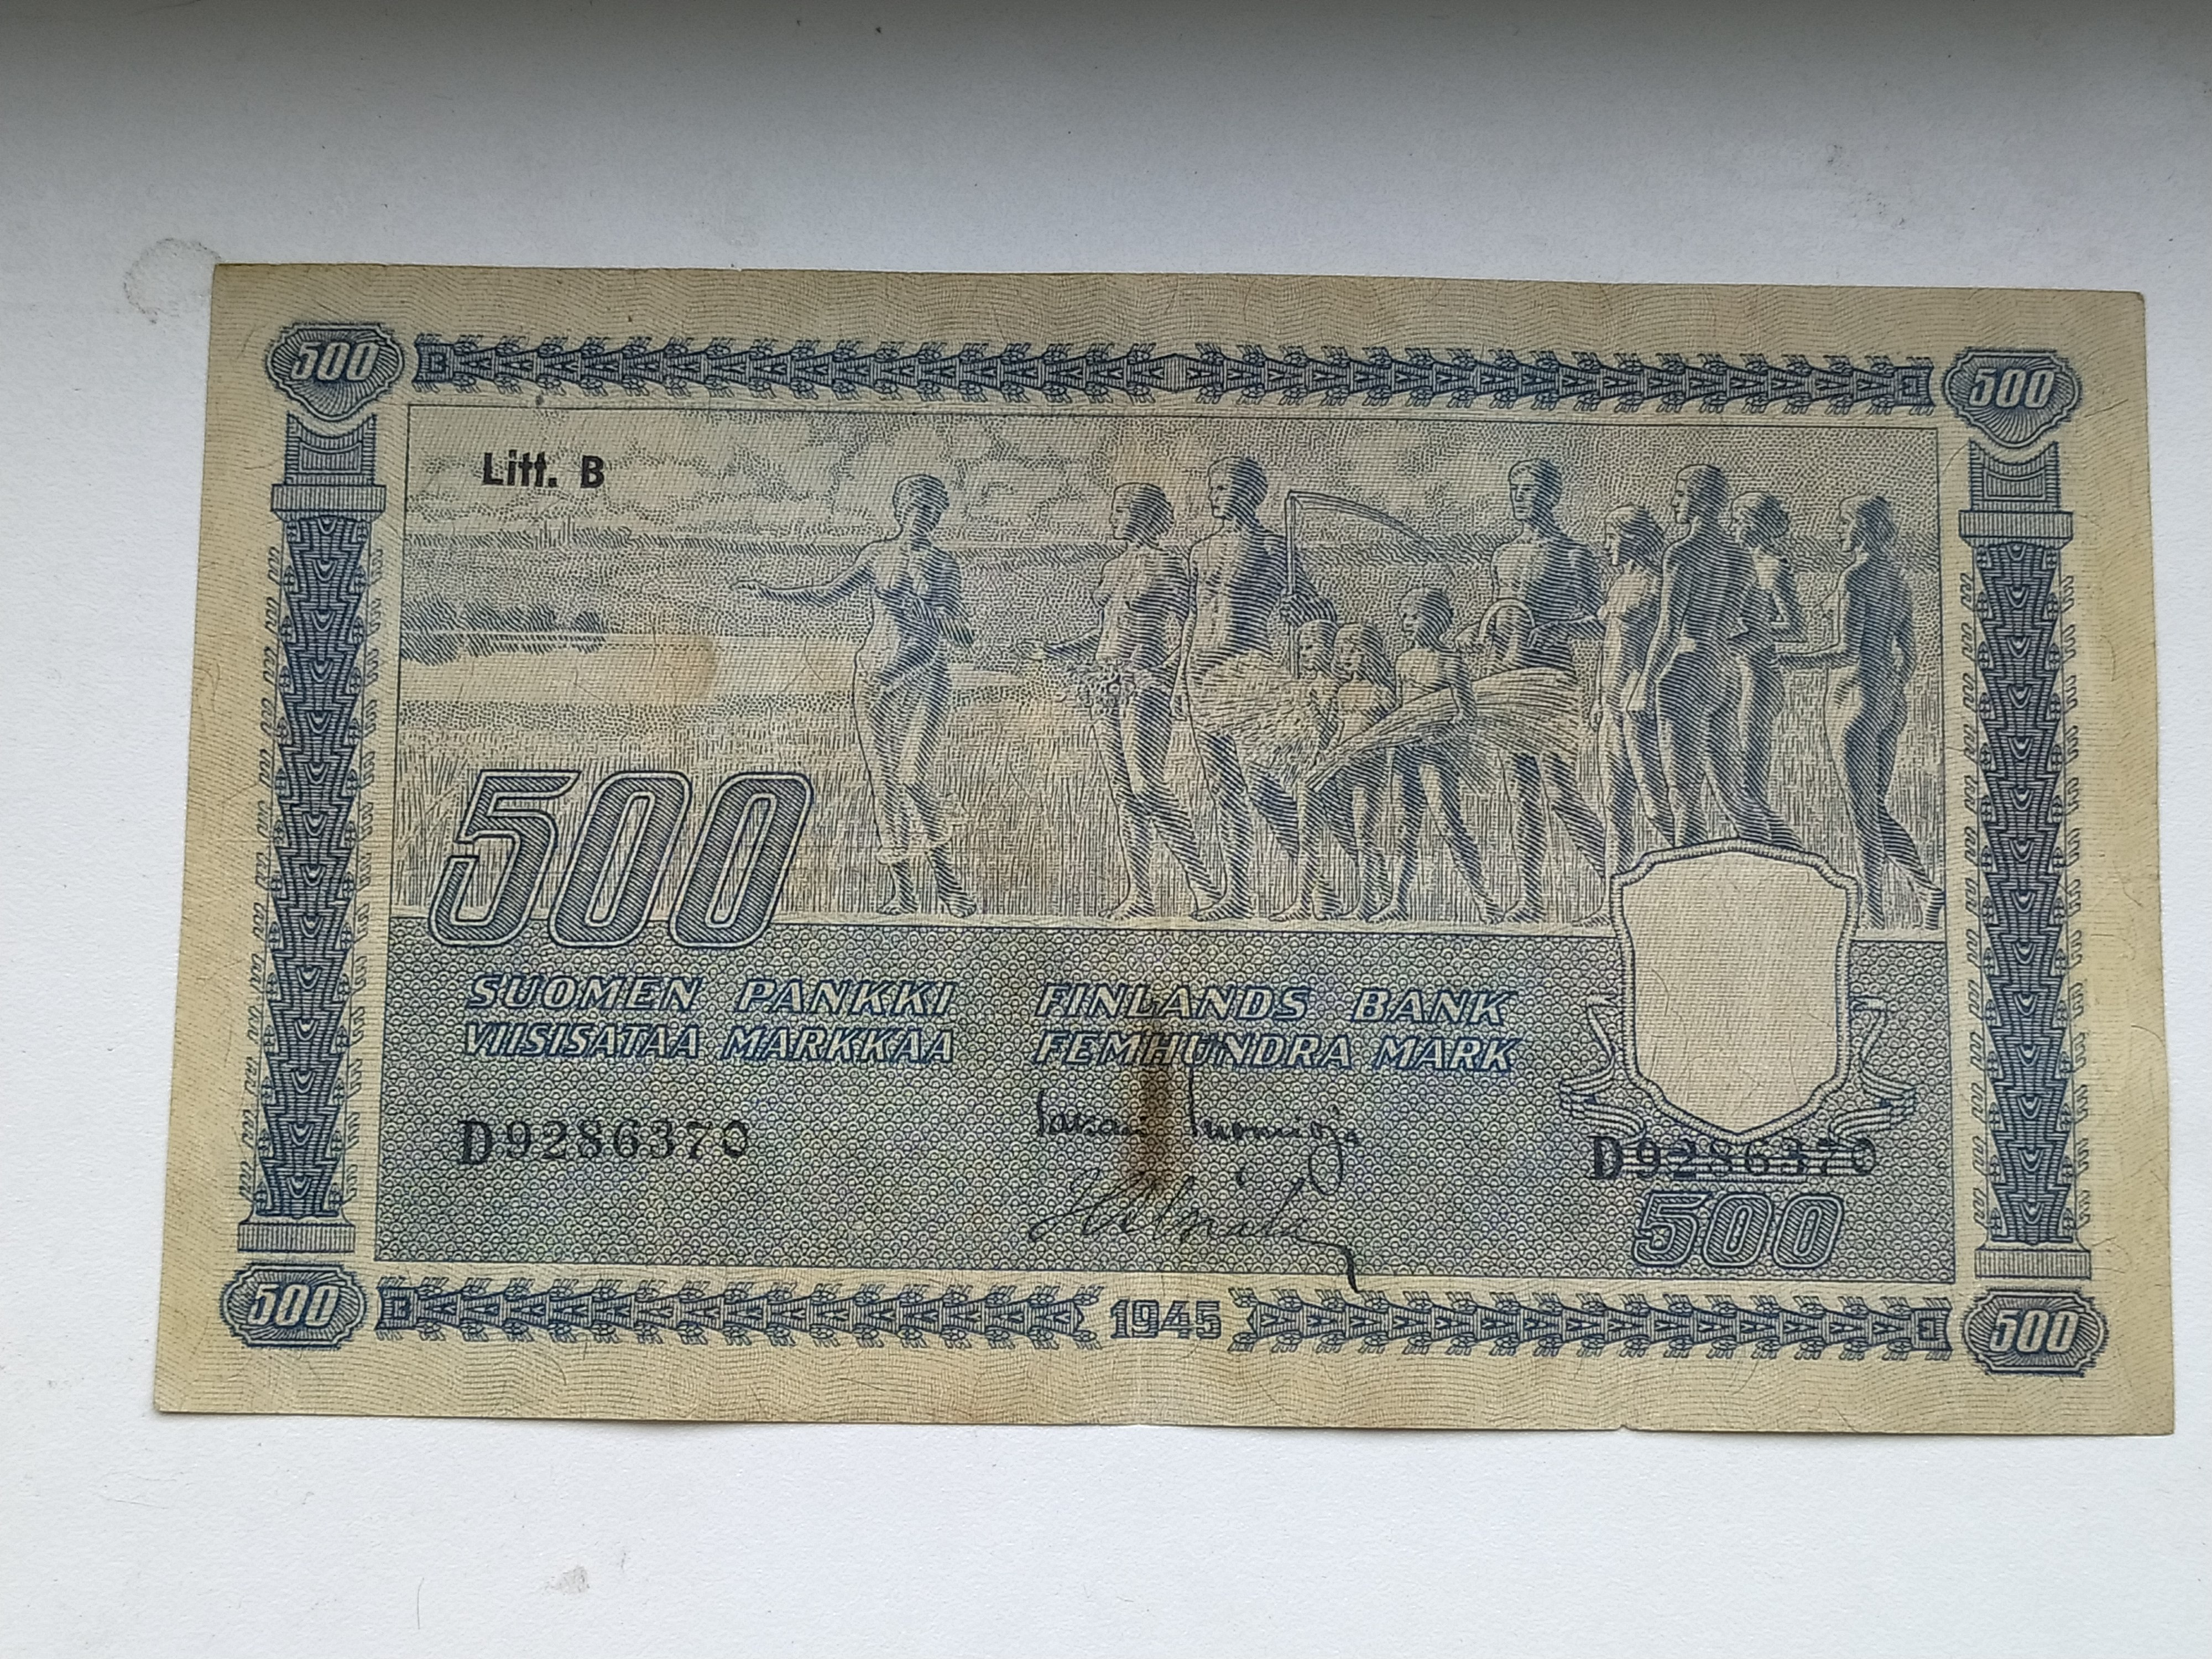 500
500
Litt. B
500
SUOMEN PANKKI
VIISISATAA MARKKAA
FINLANDS BANK
FEMHUNDRA MARK
D9286370
D9286370
500
500
1945
500